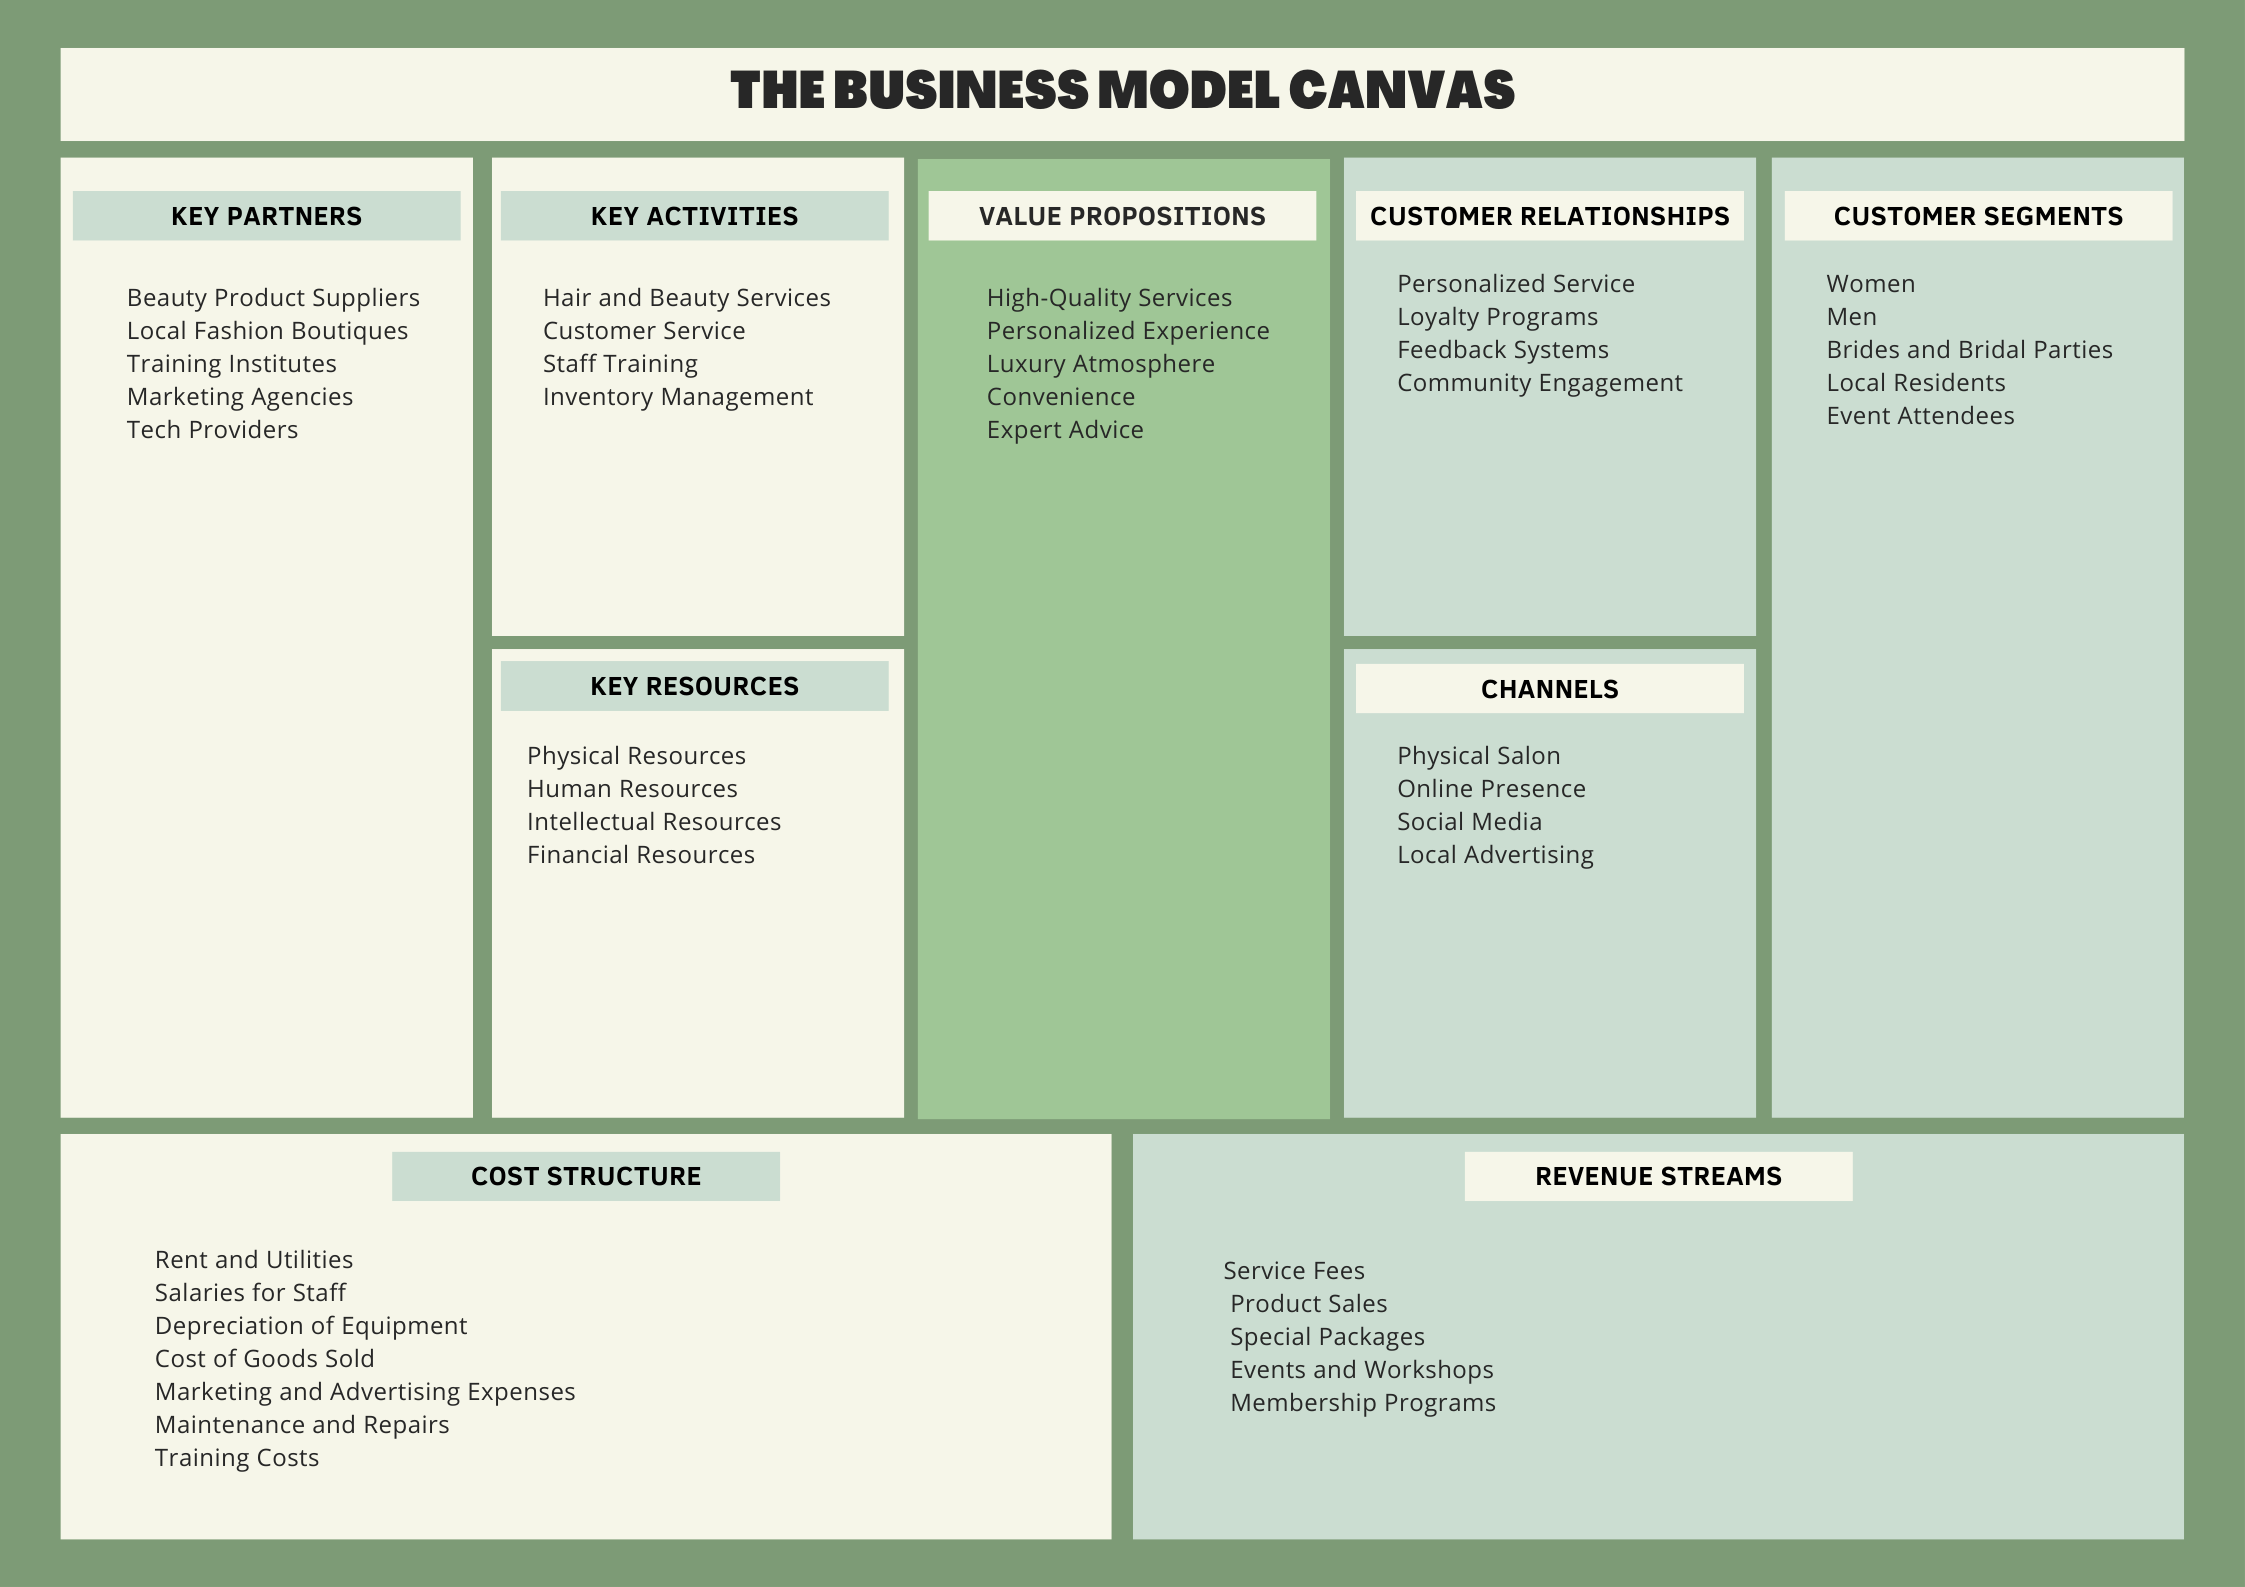 THE BUSINESS MODEL CANVAS
KEY PARTNERS
Beauty Product Suppliers
Local Fashion Boutiques
Training Institutes
Marketing Agencies
Tech Providers
KEY ACTIVITIES
Hair and Beauty Services
Customer Service
Staff Training
Inventory Management
KEY RESOURCES
Physical Resources
Human Resources
Intellectual Resources
Financial Resources
VALUE PROPOSITIONS
High-Quality Services
Personalized Experience
Luxury Atmosphere
Convenience
Expert Advice
CUSTOMER RELATIONSHIPS
Personalized Service
Loyalty Programs
Feedback Systems
Community Engagement
CHANNELS
Physical Salon
Online Presence
Social Media
Local Advertising
CUSTOMER SEGMENTS
Women
Men
Brides and Bridal Parties
Local Residents
Event Attendees
COST STRUCTURE
Rent and Utilities
Salaries for Staff
Depreciation of Equipment
Cost of Goods Sold
Marketing and Advertising Expenses
Maintenance and Repairs
Training Costs
REVENUE STREAMS
Service Fees
Product Sales
Special Packages
Events and Workshops
Membership Programs